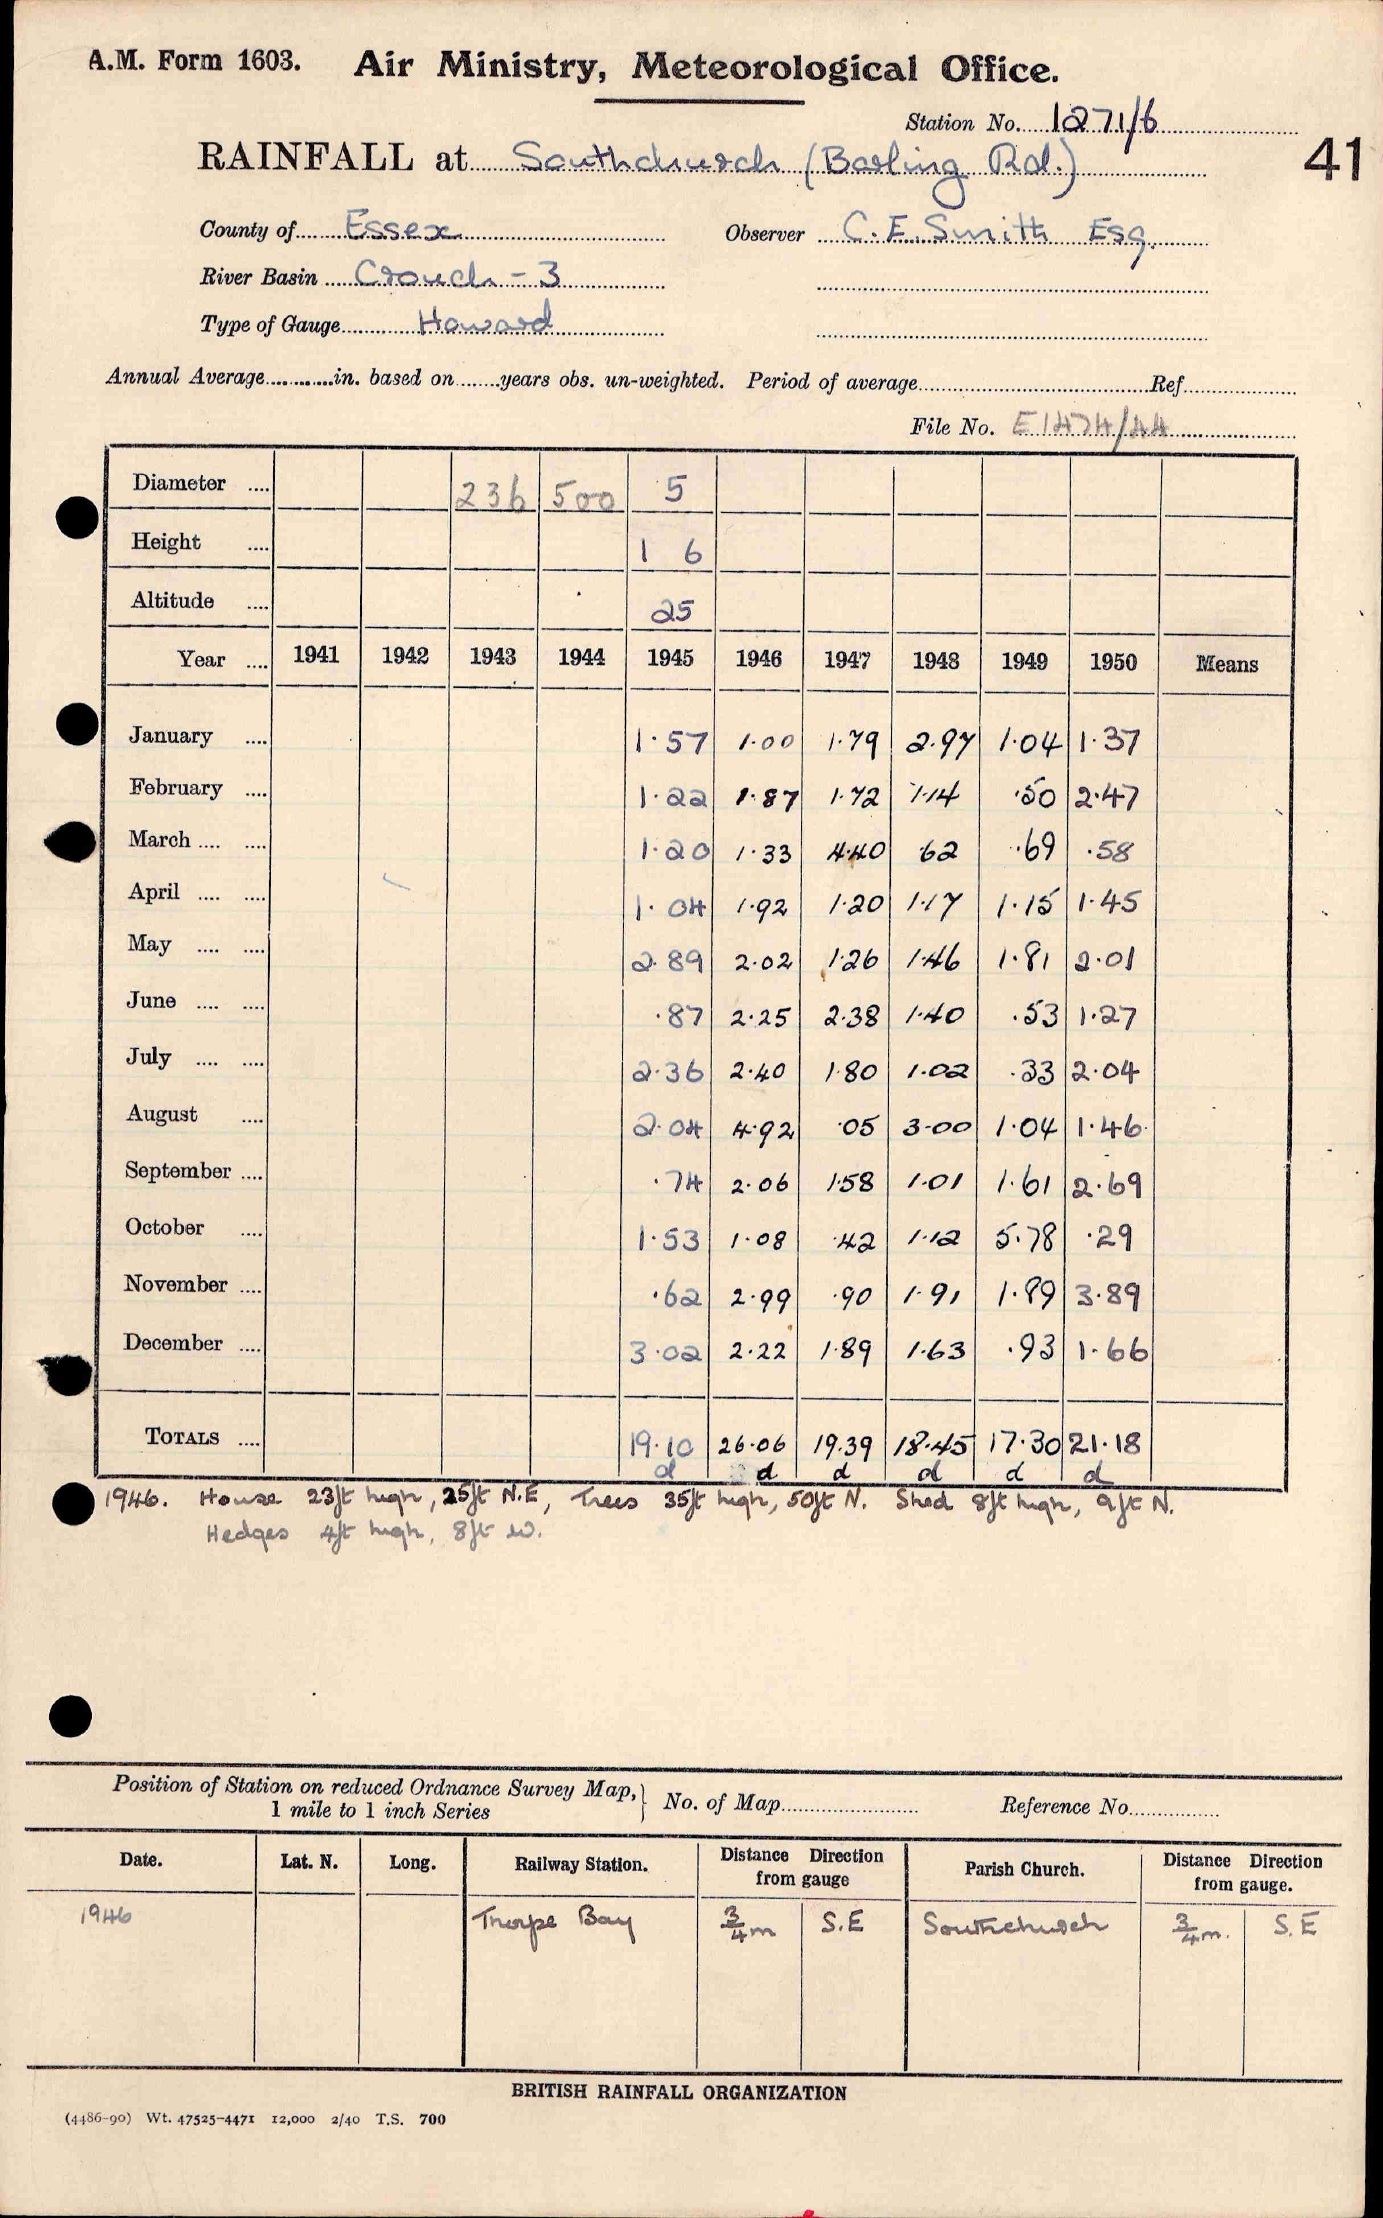 A.M. Form 1603. Air Ministry, Meteorological Office.
Station No. 1271/6
RAINFALL at Southchurch (Barling Rd.) 41
County of Essex Observer C. E. Smith Esq.
River Basin Crouch - 3
Type of Gauge Howard
Annual Average............in. based on........years obs. un-weighted. Period of average........Ref........
File No. E1474/44
Diameter .... 236 500 5
Height .... 1 6
Altitude .... 25
Year .... 1941 1942 1943 1944 1945 1946 1947 1948 1949 1950 Means
January .... 1.57 1.00 1.79 2.97 1.04 1.37
February .... 1.22 1.87 1.72 1.14 .50 2.47
March .... .... 1.20 1.33 4.40 .62 .69 .58
April .... .... 1.04 1.92 1.20 1.17 1.15 1.45
May .... .... 2.89 2.02 1.26 1.46 1.81 2.01
June .... .... .87 2.25 2.38 1.40 .53 1.27
July .... .... 2.36 2.40 1.80 1.02 .33 2.04
August .... 2.04 4.92 .05 3.00 1.04 1.46
September .... .74 2.06 1.58 1.01 1.61 2.69
October .... 1.53 1.08 .42 1.12 5.78 .29
November .... .62 2.99 .90 1.91 1.89 3.89
December .... 3.02 2.22 1.89 1.63 .93 1.66
TOTALS .... 19.10 26.06 19.39 18.45 17.30 21.18
d d d d d d
1946. House 23ft high, 25ft N.E, Trees 35ft high, 50ft N. Shed 8ft high, 9ft N.
Hedges 4ft high, 8ft W.
Position of Station on reduced Ordnance Survey Map,
1 mile to 1 inch Series } No. of Map........ Reference No........
Date. Lat. N. Long. Railway Station. Distance Direction from gauge Parish Church. Distance Direction from gauge.
1946 Thorpe Bay 3/4 m S.E Southchurch 3/4 m. S.E
BRITISH RAINFALL ORGANIZATION
(4486-90) Wt. 47525-4471 12,000 2/40 T.S. 700